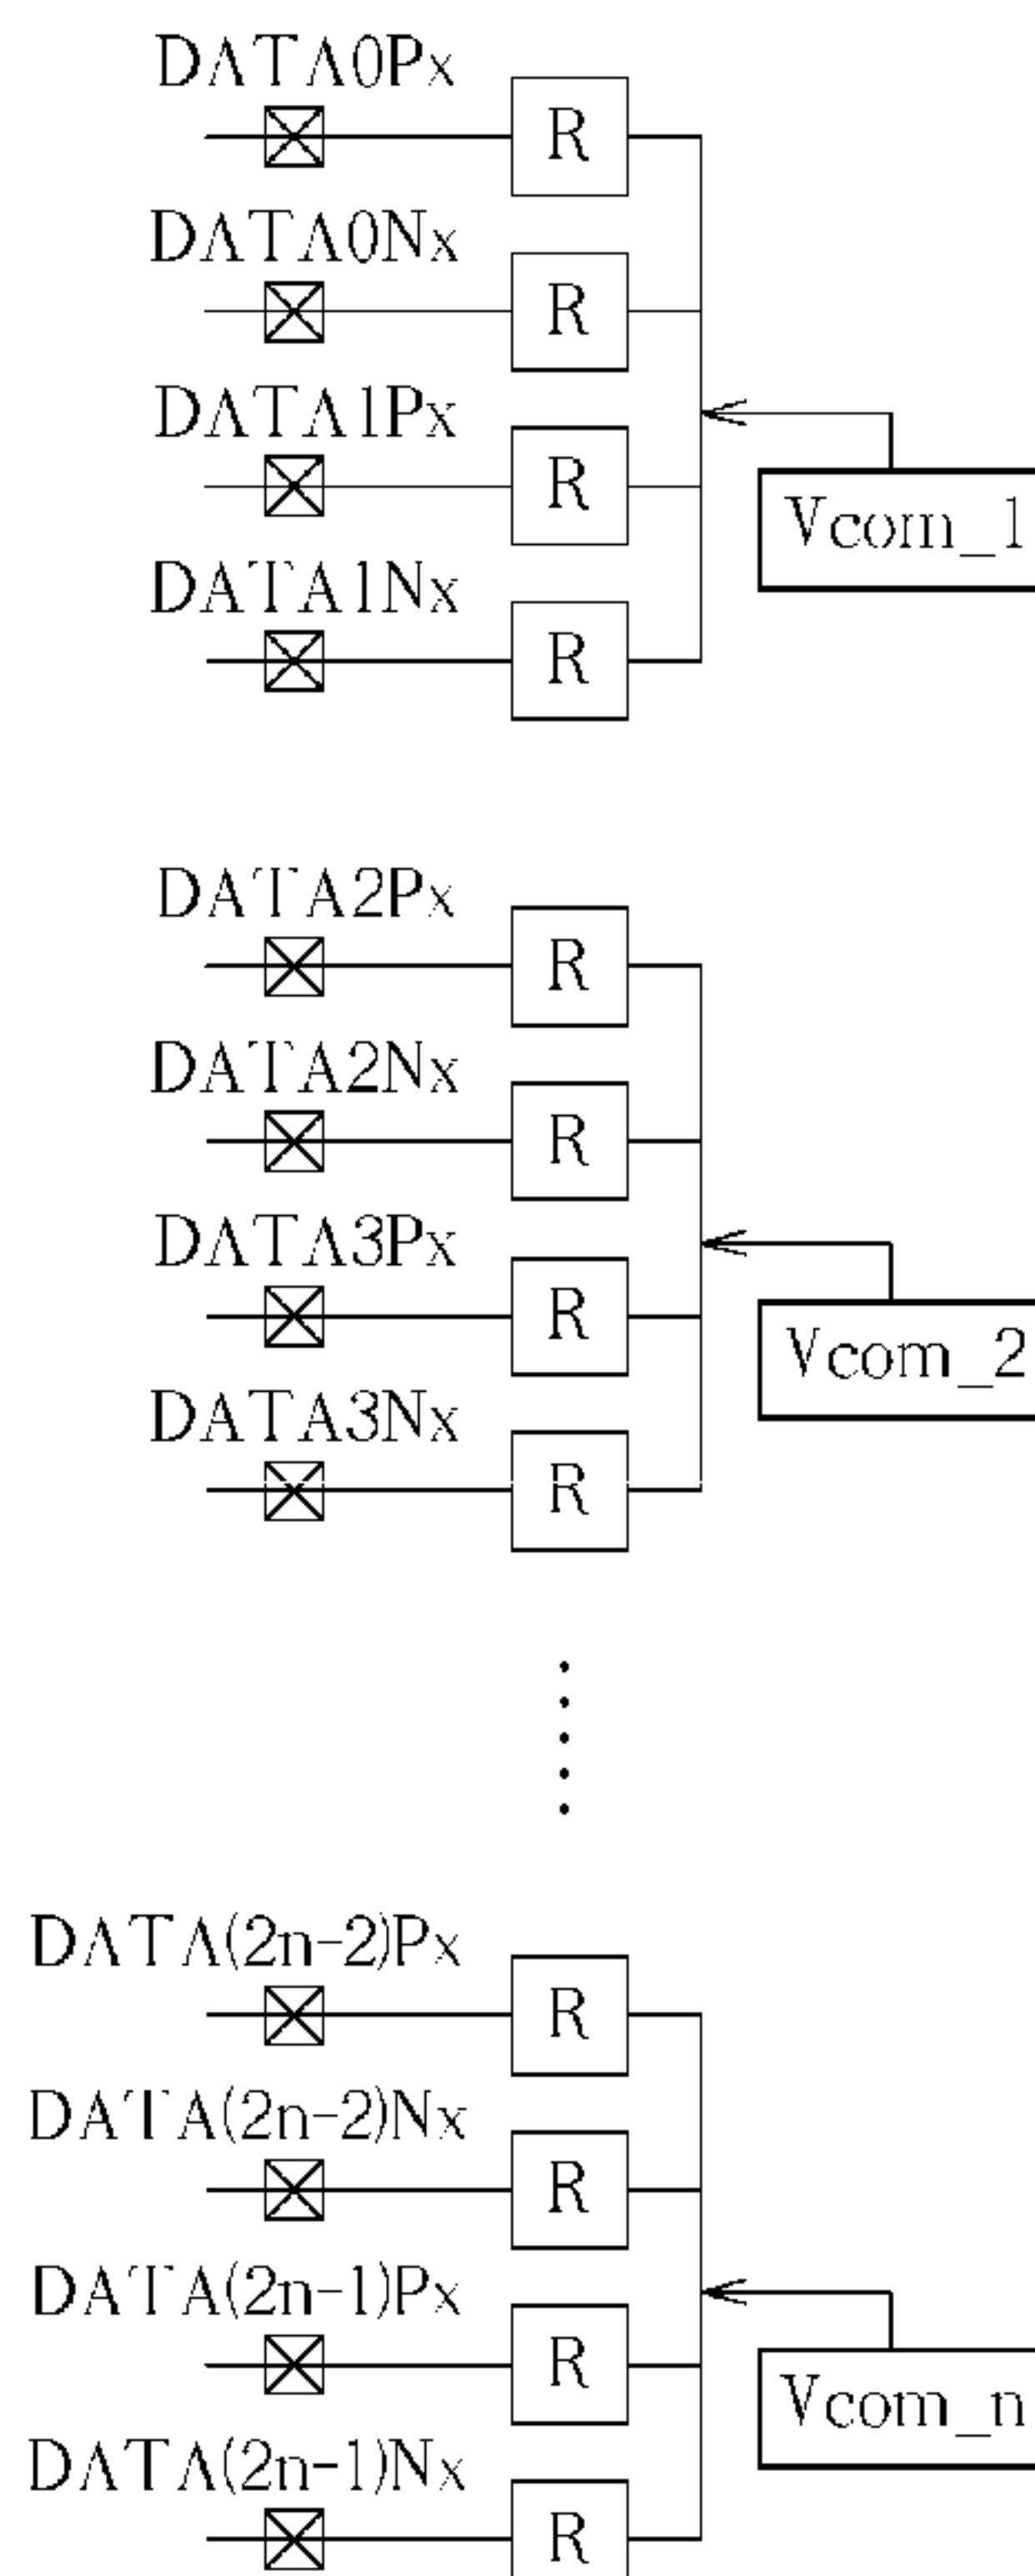 DATA0Px
R
DATA0Nx
R
DATA1Px
R
Vcom_1
DATA1Nx
R
DATA2Px
R
DATA2Nx
R
DATA3Px
R
Vcom_2
DATA3Nx
R
DATA(2n-2)Px
R
DATA(2n-2)Nx
R
DATA(2n-1)Px
R
Vcom_n
DATA(2n-1)Nx
R